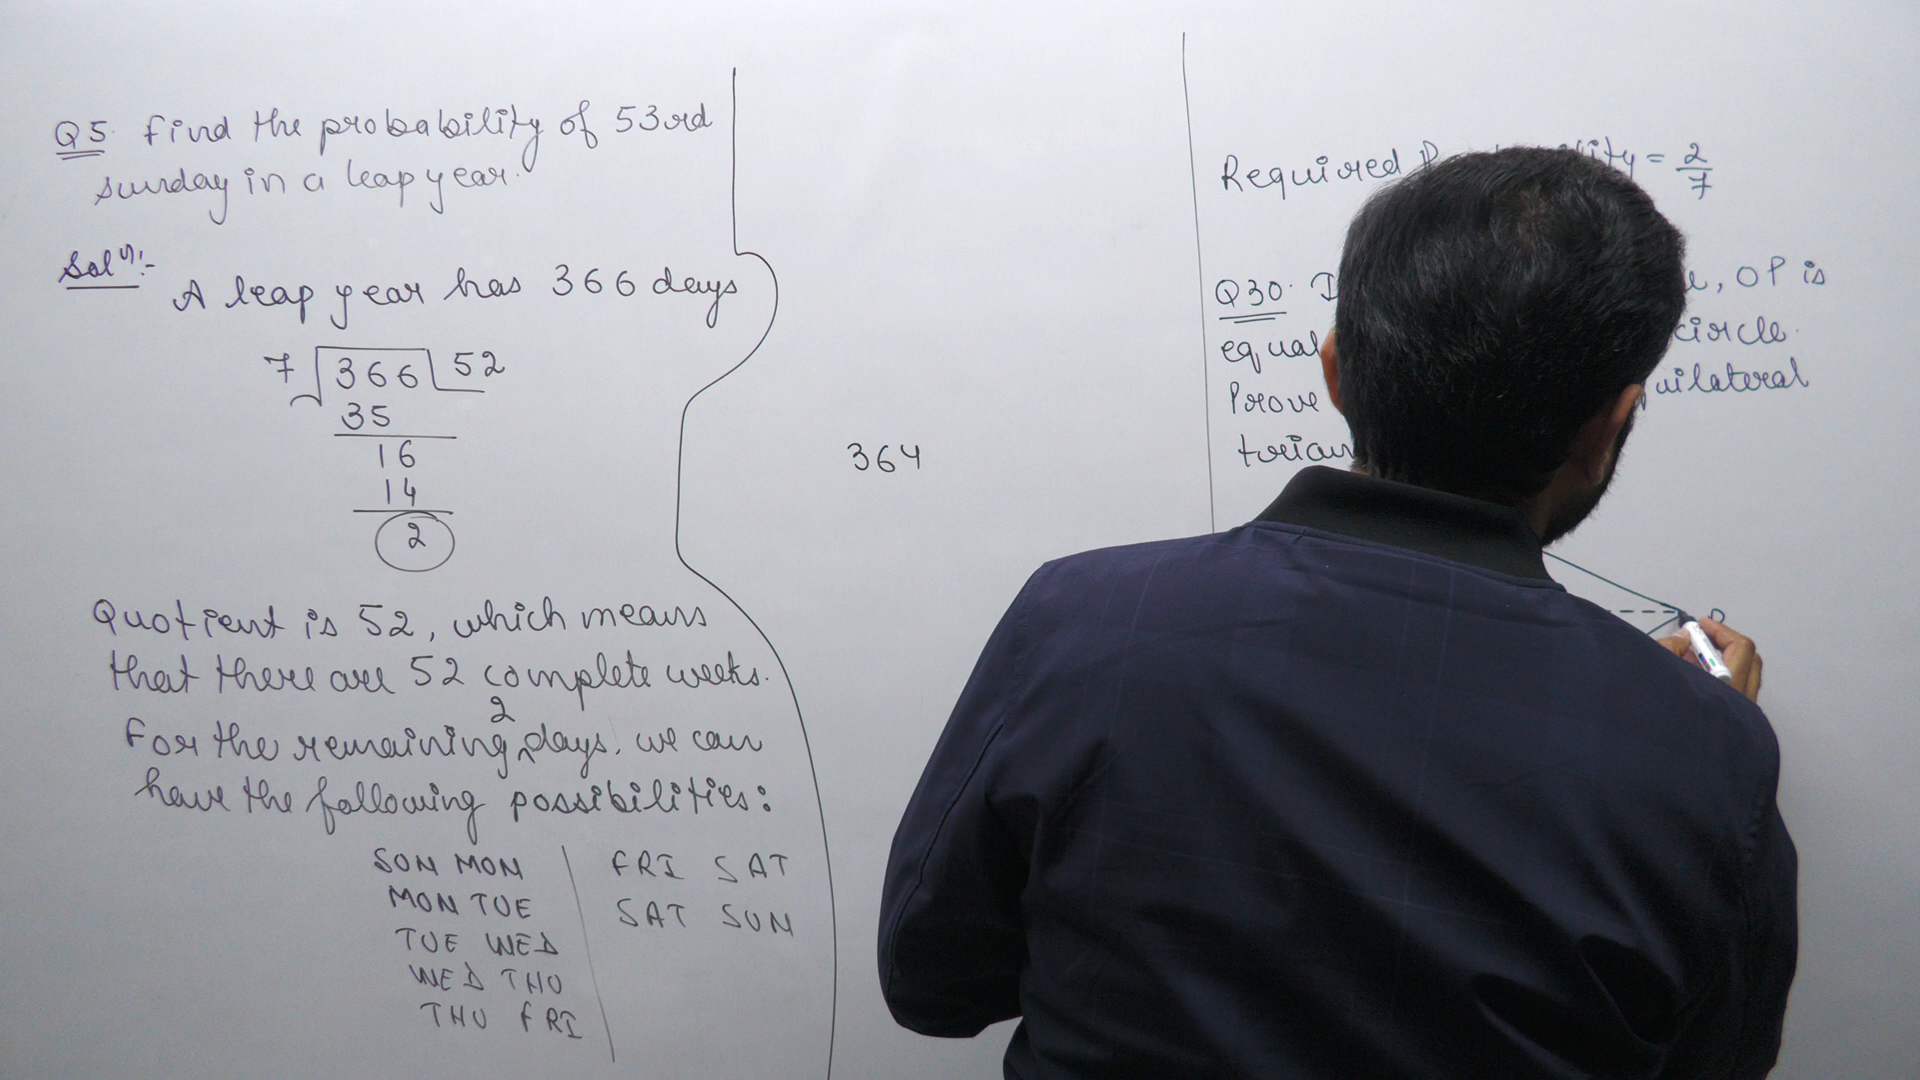 Q5. Find the probability of 53rd
sunday in a leap year.
Solⁿ:-
A leap year has 366 days
7 366 52
35
16
14
2
Quotient is 52, which means
that there are 52 complete weeks.
For the remaining 2 days, we can
have the following possibilities:
SUN MON
MON TUE
TUE WED
WED THU
THU FRI
FRI SAT
SAT SUN
364
Required = 2/7
Q30. , OP is
equal circle.
Prove